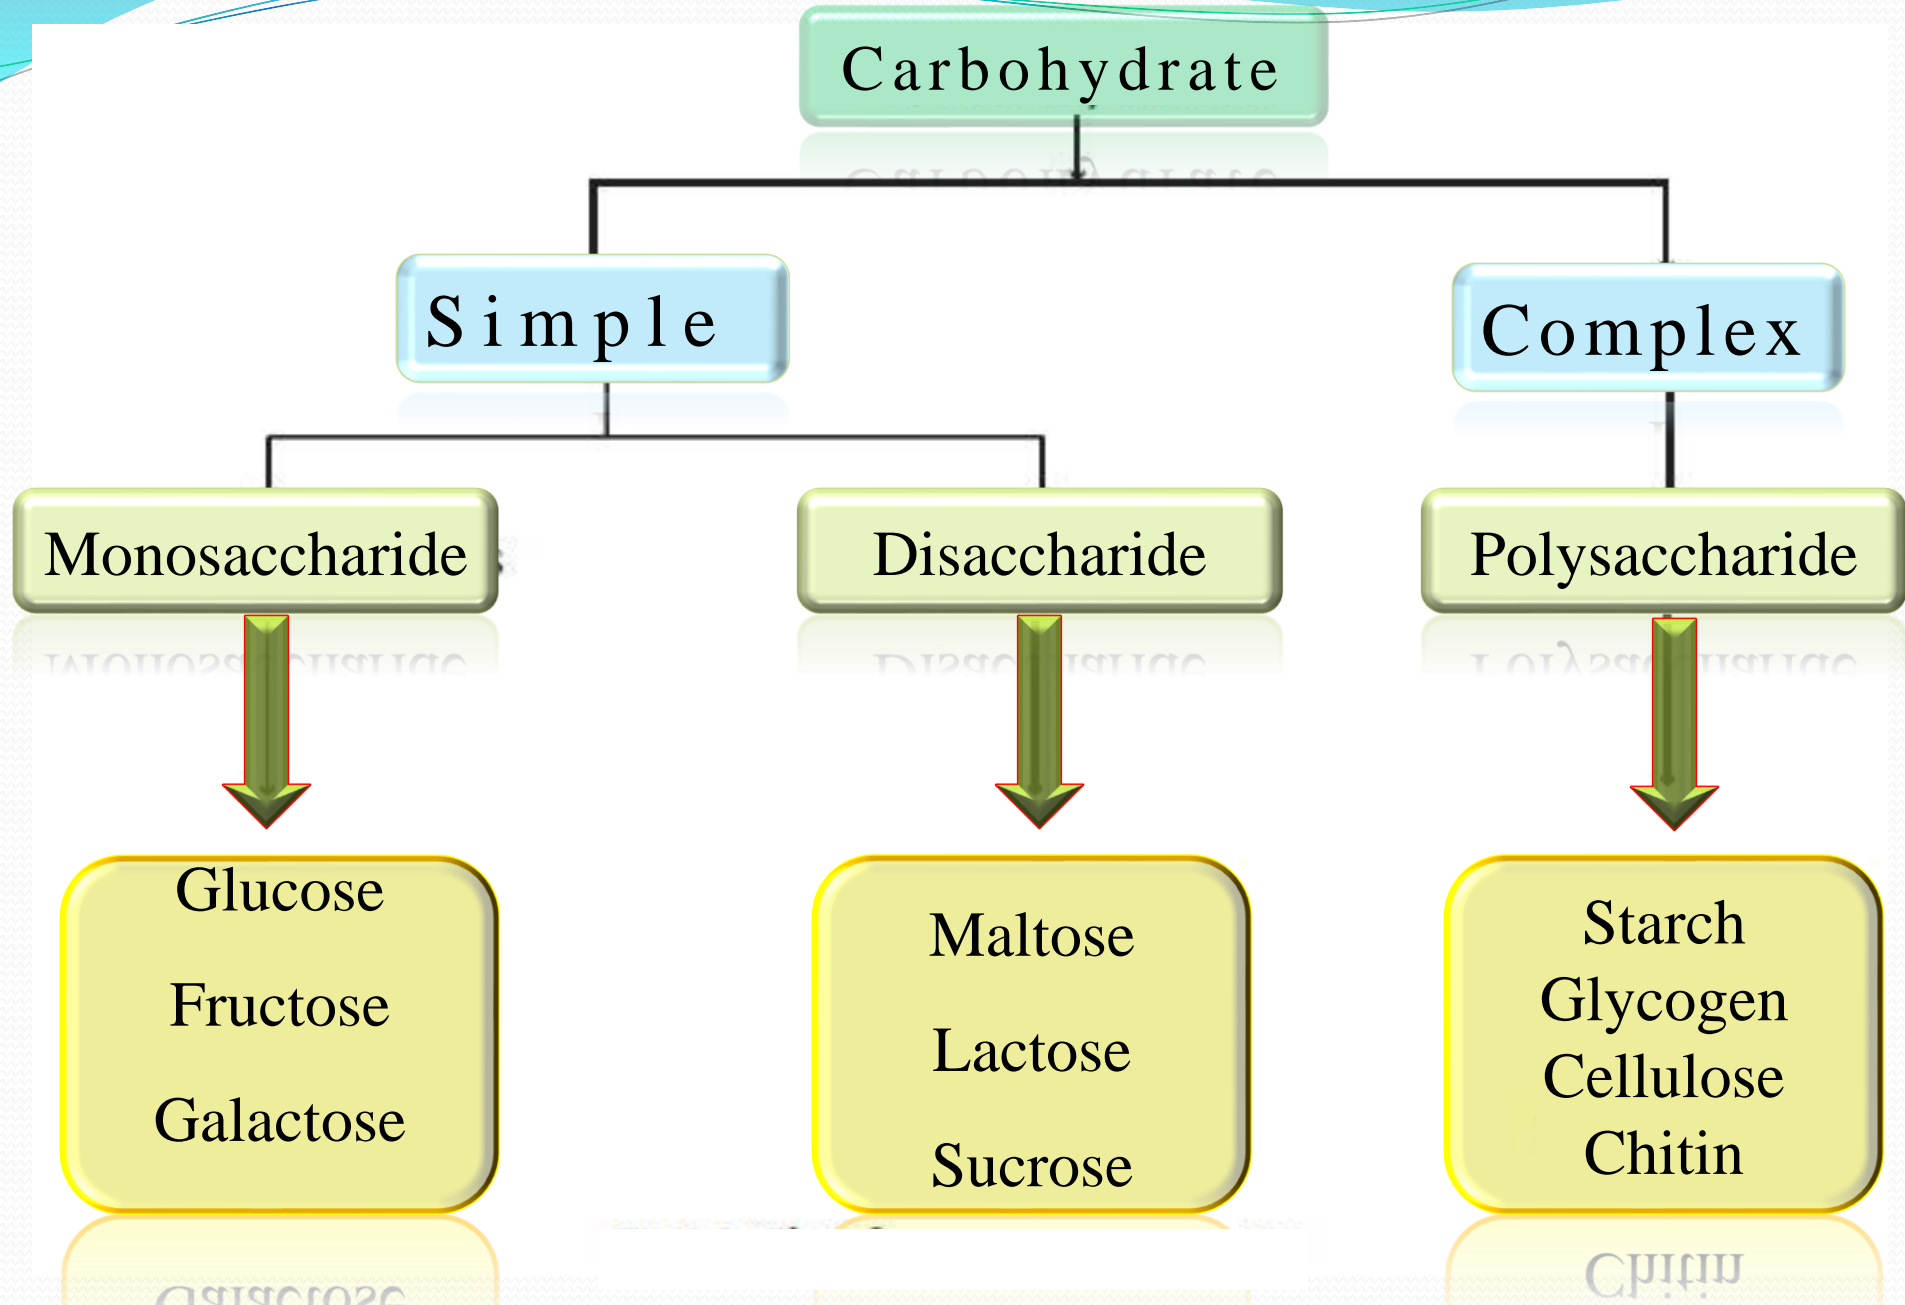 Carbohydrate
Simple
Complex
Monosaccharide
Disaccharide
Polysaccharide
Glucose
Fructose
Galactose
Maltose
Lactose
Sucrose
Starch
Glycogen
Cellulose
Chitin